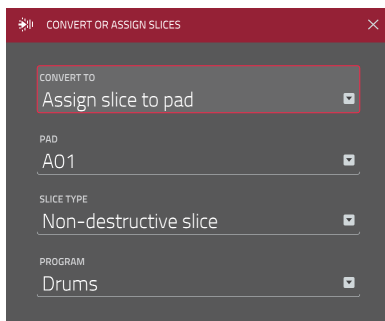 CONVERT OR ASSIGN SLICES
CONVERT TO
Assign slice to pad
PAD
A01
SLICE TYPE
Non-destructive slice
PROGRAM
Drums